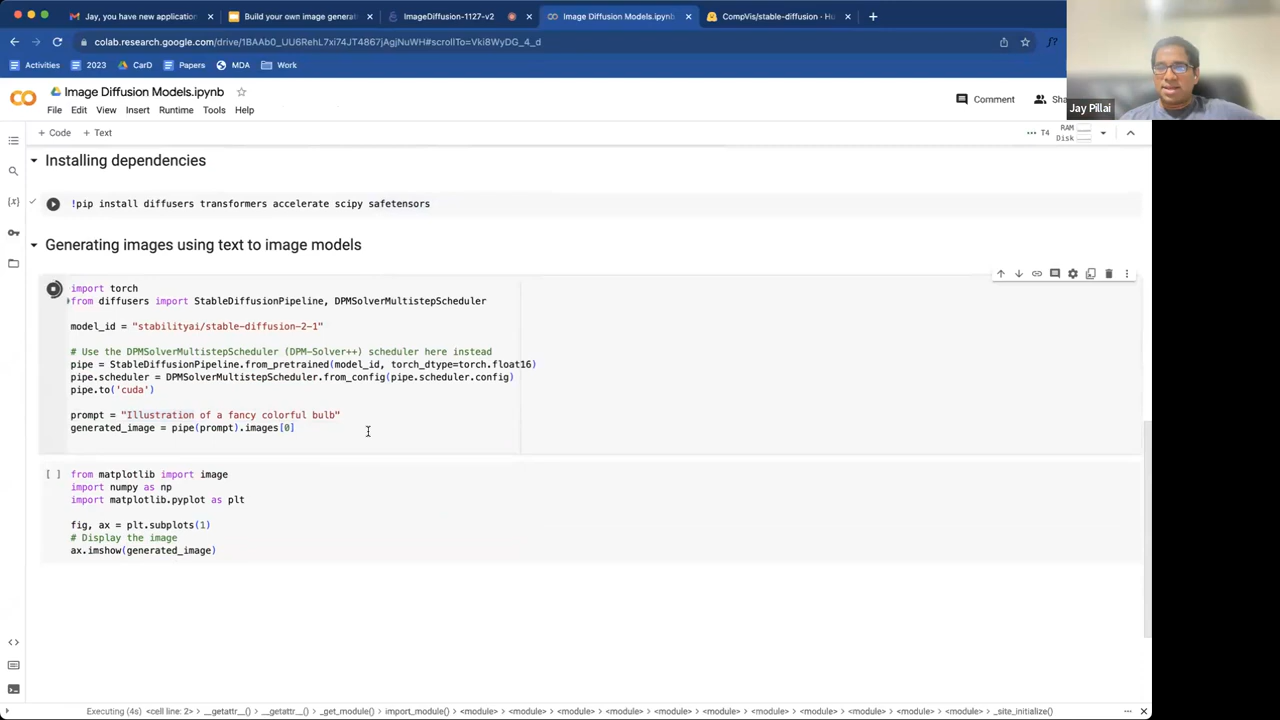 Jay, you have new application
Build your own image generat
ImageDiffusion-1127-v2
Image Diffusion Models.ipynb
CompVis/stable-diffusion · Hu
colab.research.google.com/drive/1BAAb0_UU6RehL7xi74JT4867jAgjNuWH#scrollTo=Vki8WyDG_4_d
Activities
2023
CarD
Papers
MDA
Work
Image Diffusion Models.ipynb
File Edit View Insert Runtime Tools Help
Comment
Sha
Jay Pillai
+ Code + Text
T4
RAM
Disk
Installing dependencies
!pip install diffusers transformers accelerate scipy safetensors
Generating images using text to image models
import torch
from diffusers import StableDiffusionPipeline, DPMSolverMultistepScheduler
model_id = "stabilityai/stable-diffusion-2-1"
# Use the DPMSolverMultistepScheduler (DPM-Solver++) scheduler here instead
pipe = StableDiffusionPipeline.from_pretrained(model_id, torch_dtype=torch.float16)
pipe.scheduler = DPMSolverMultistepScheduler.from_config(pipe.scheduler.config)
pipe.to('cuda')
prompt = "Illustration of a fancy colorful bulb"
generated_image = pipe(prompt).images[0]
[ ] from matplotlib import image
import numpy as np
import matplotlib.pyplot as plt
fig, ax = plt.subplots(1)
# Display the image
ax.imshow(generated_image)
Executing (4s) <cell line: 2> __getattr__() __getattr__() _get_module() import_module() <module> <module> <module> <module> <module> <module> <module> <module> <module> _site_initialize()